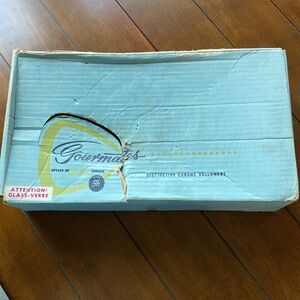 Gourmates
STYLED BY
CANADA
DISTINCTIVE CHROME HOLLOWARE
ATTENTION!
GLASS-VERRE